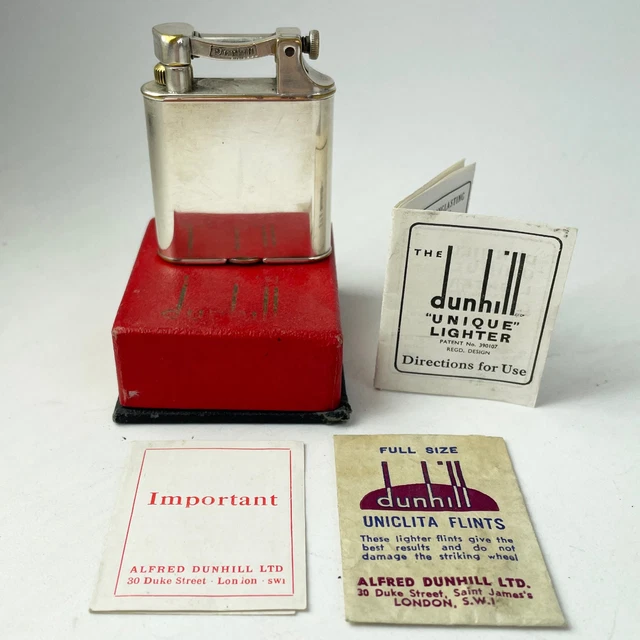 dunhill
EVERLASTING
THE
dunhill
"UNIQUE"
LIGHTER
PATENT No. 390107
REGD. DESIGN
Directions for Use
Important
ALFRED DUNHILL LTD
30 Duke Street · London · SW1
FULL SIZE
dunhill
UNICLITA FLINTS
These lighter flints give the
best results and do not
damage the striking wheel
ALFRED DUNHILL LTD.
30 Duke Street, Saint James's
LONDON, S.W.1